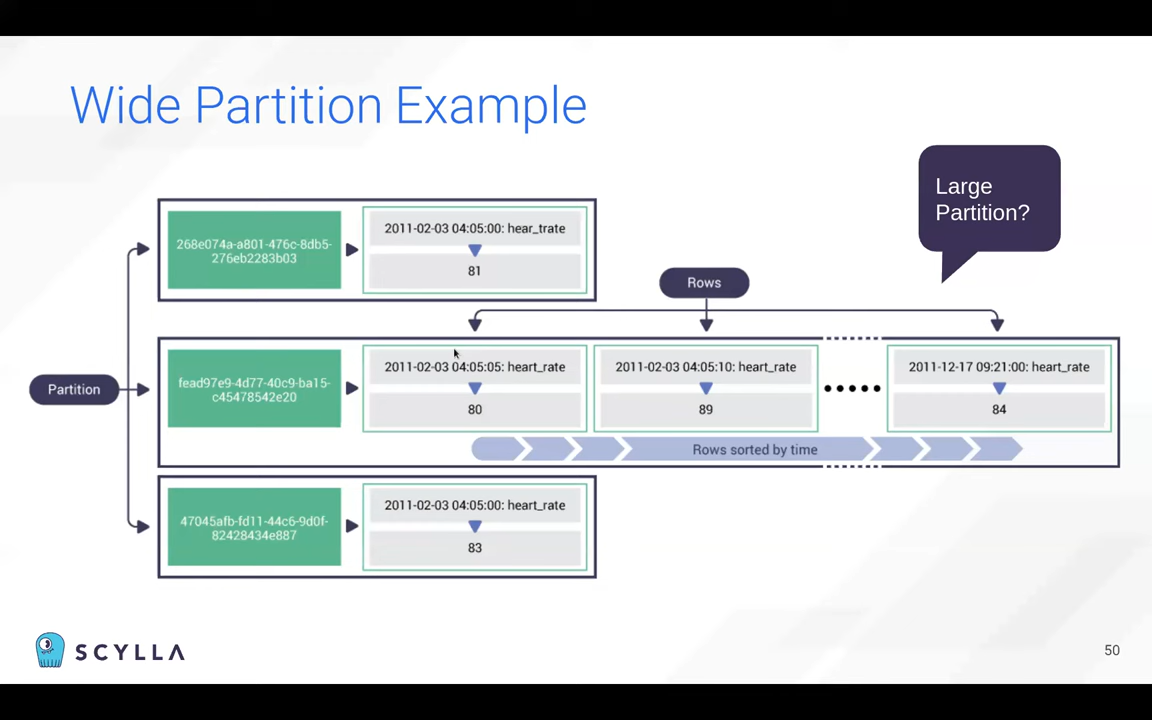 Wide Partition Example
Large
Partition?
268e074a-a801-476c-8db5-
276eb2283b03
2011-02-03 04:05:00: hear_trate
81
Rows
Partition
fead97e9-4d77-40c9-ba15-
c45478542e20
2011-02-03 04:05:05: heart_rate
80
2011-02-03 04:05:10: heart_rate
89
2011-12-17 09:21:00: heart_rate
84
Rows sorted by time
47045afb-fd11-44c6-9d0f-
82428434e887
2011-02-03 04:05:00: heart_rate
83
SCYLLA
50